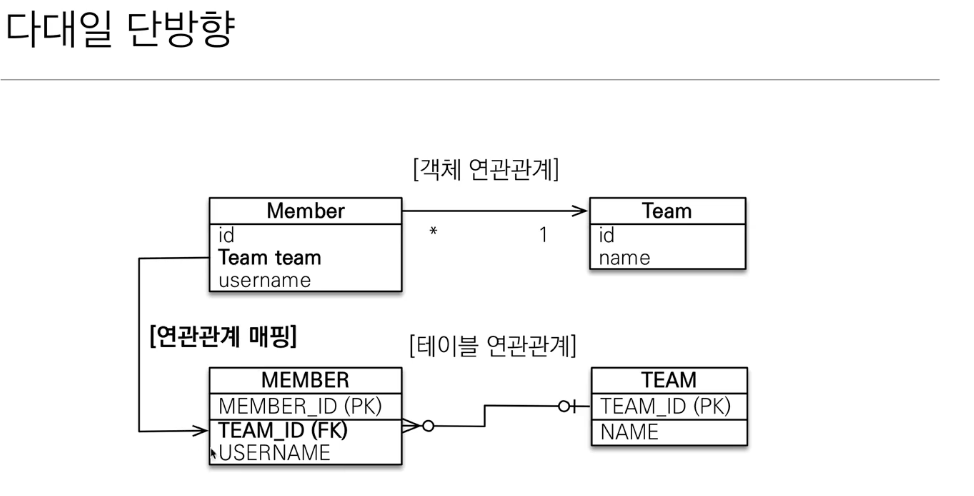 다대일 단방향
[객체 연관관계]
Member
id
Team team
username
* 1
Team
id
name
[연관관계 매핑]
[테이블 연관관계]
MEMBER
MEMBER_ID (PK)
TEAM_ID (FK)
USERNAME
TEAM
TEAM_ID (PK)
NAME